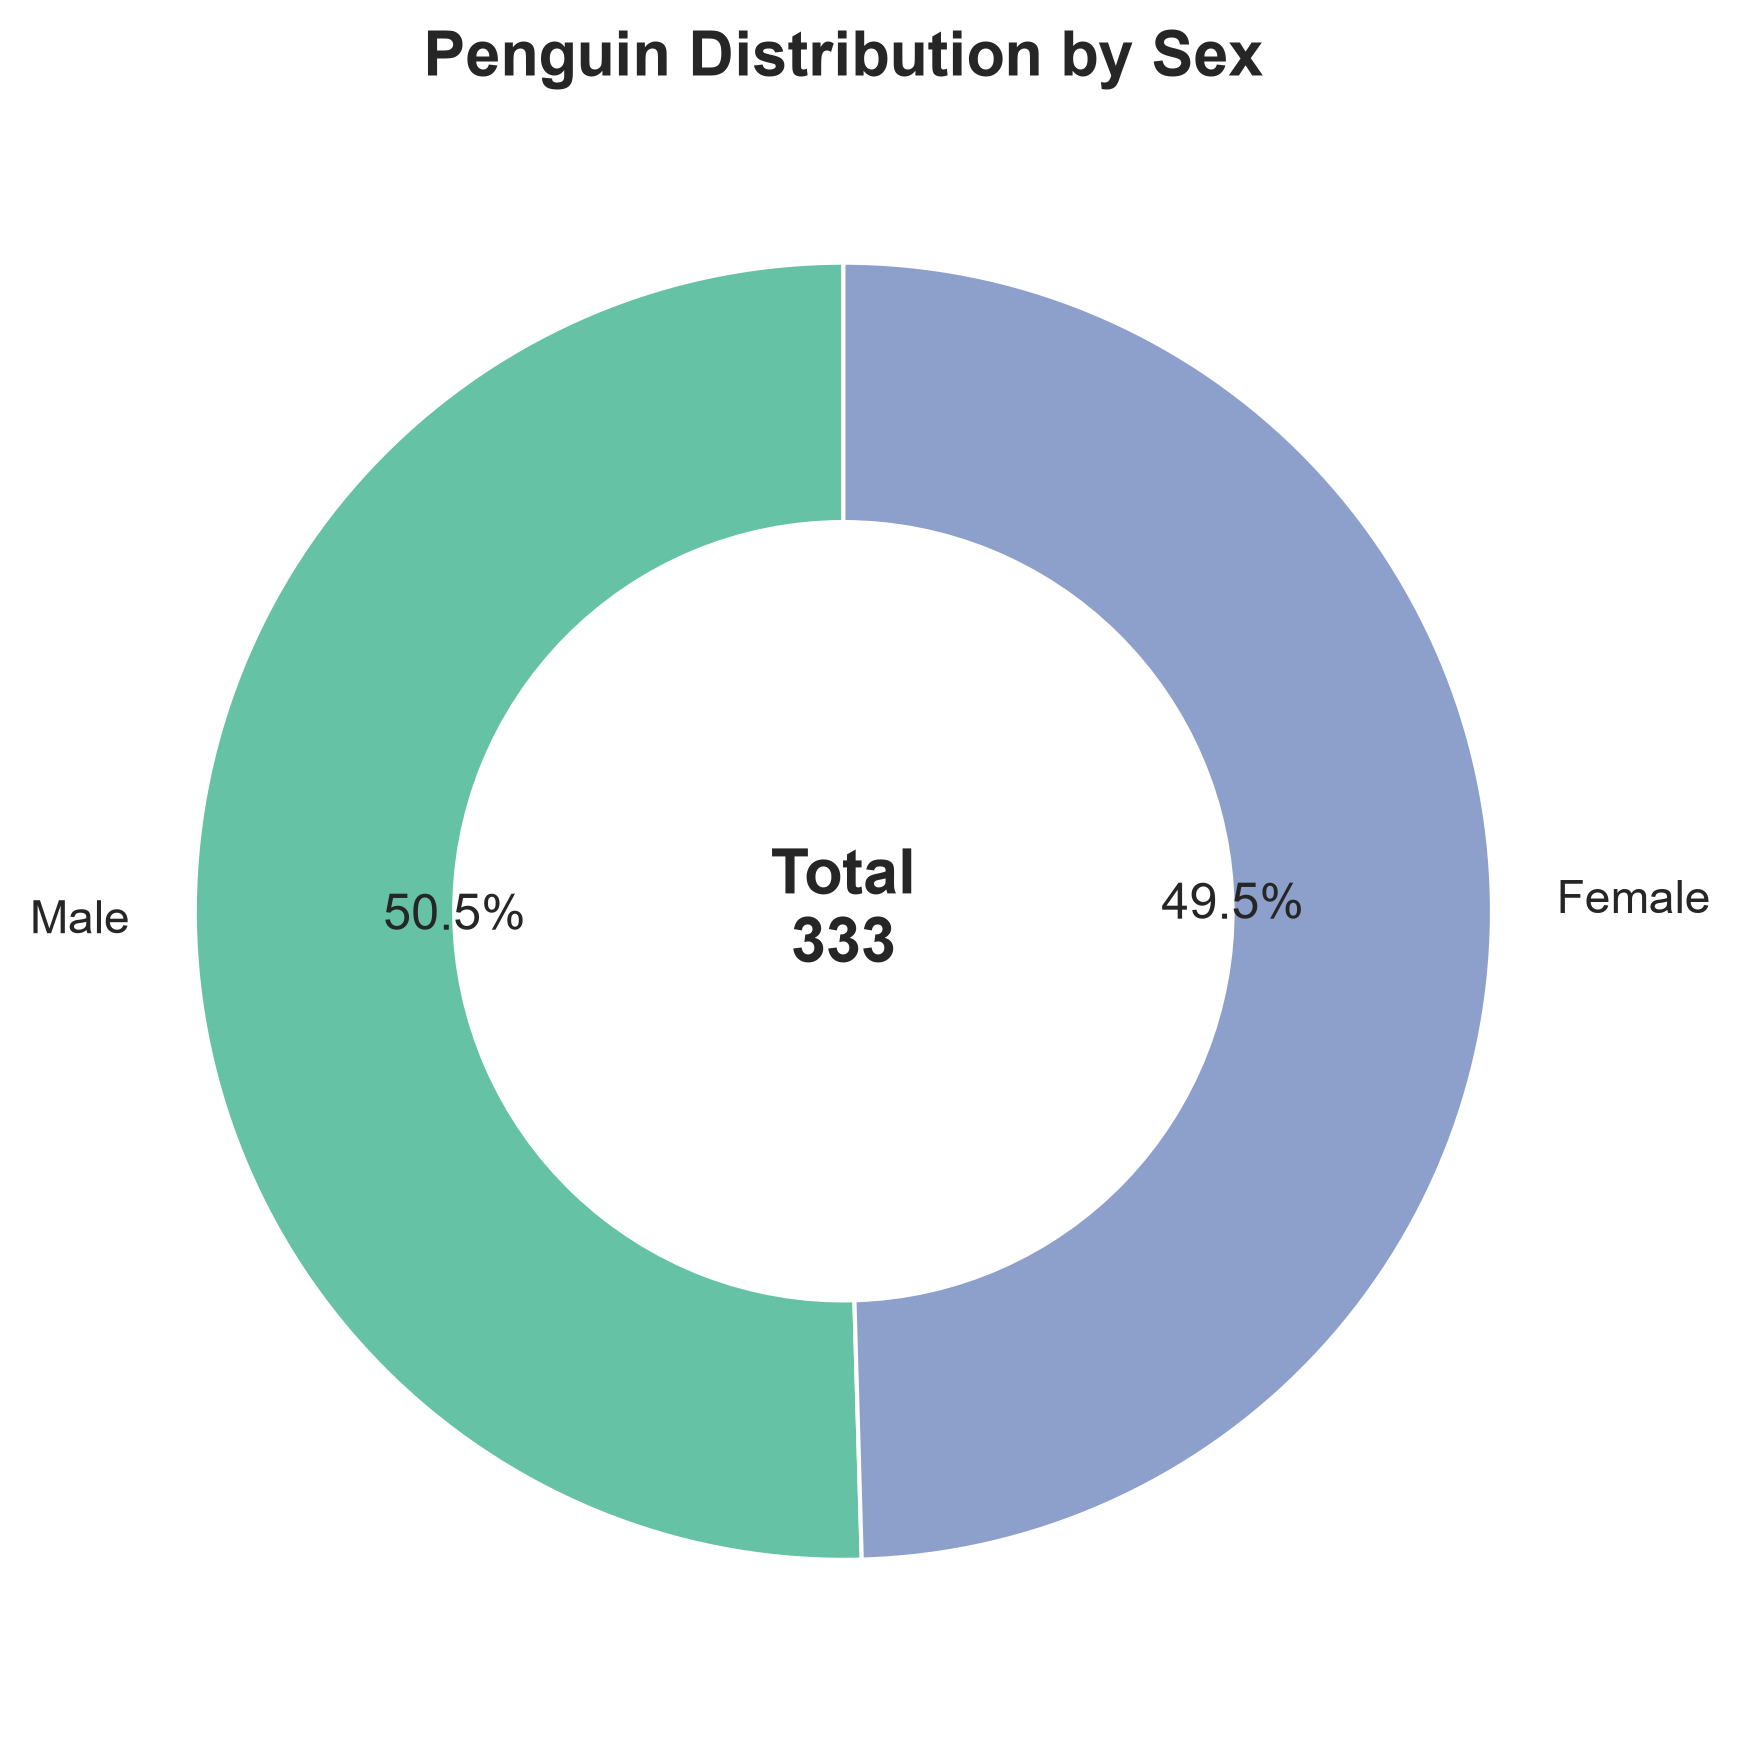 Penguin Distribution by Sex
Male
50.5%
Total
333
49.5%
Female